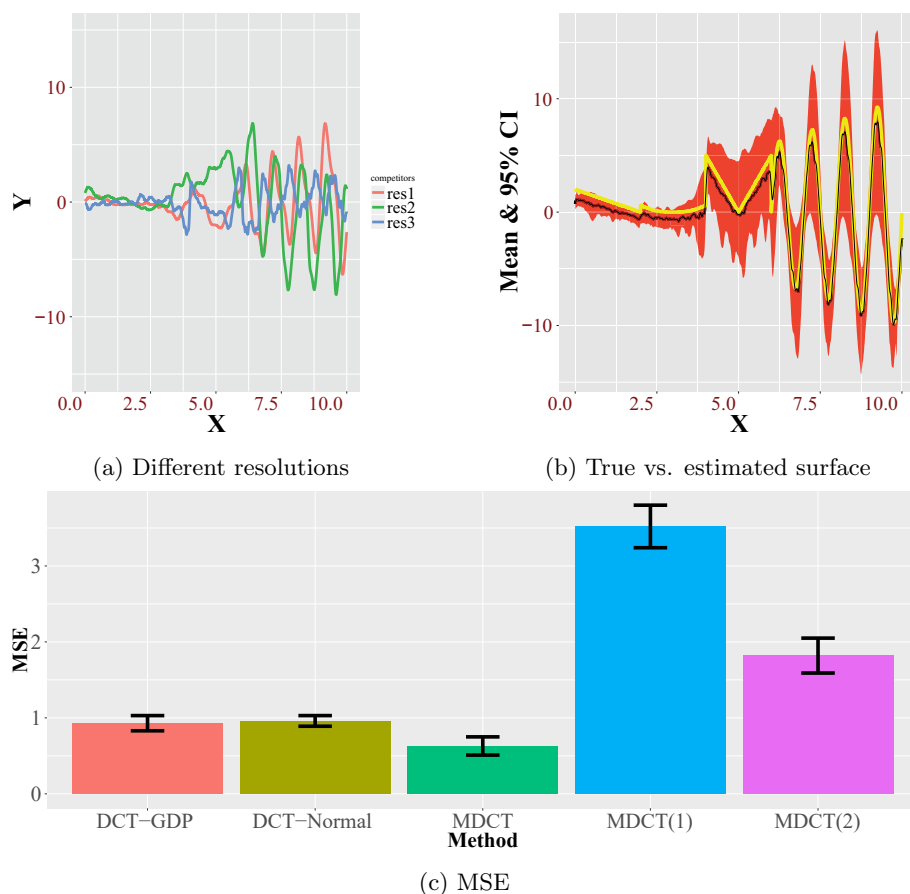 10
0
−10
Y
0.0 2.5 5.0 7.5 10.0
X
competitors
res1
res2
res3
(a) Different resolutions
10
0
−10
Mean & 95% CI
0.0 2.5 5.0 7.5 10.0
X
(b) True vs. estimated surface
3
2
1
0
MSE
DCT−GDP DCT−Normal MDCT MDCT(1) MDCT(2)
Method
(c) MSE